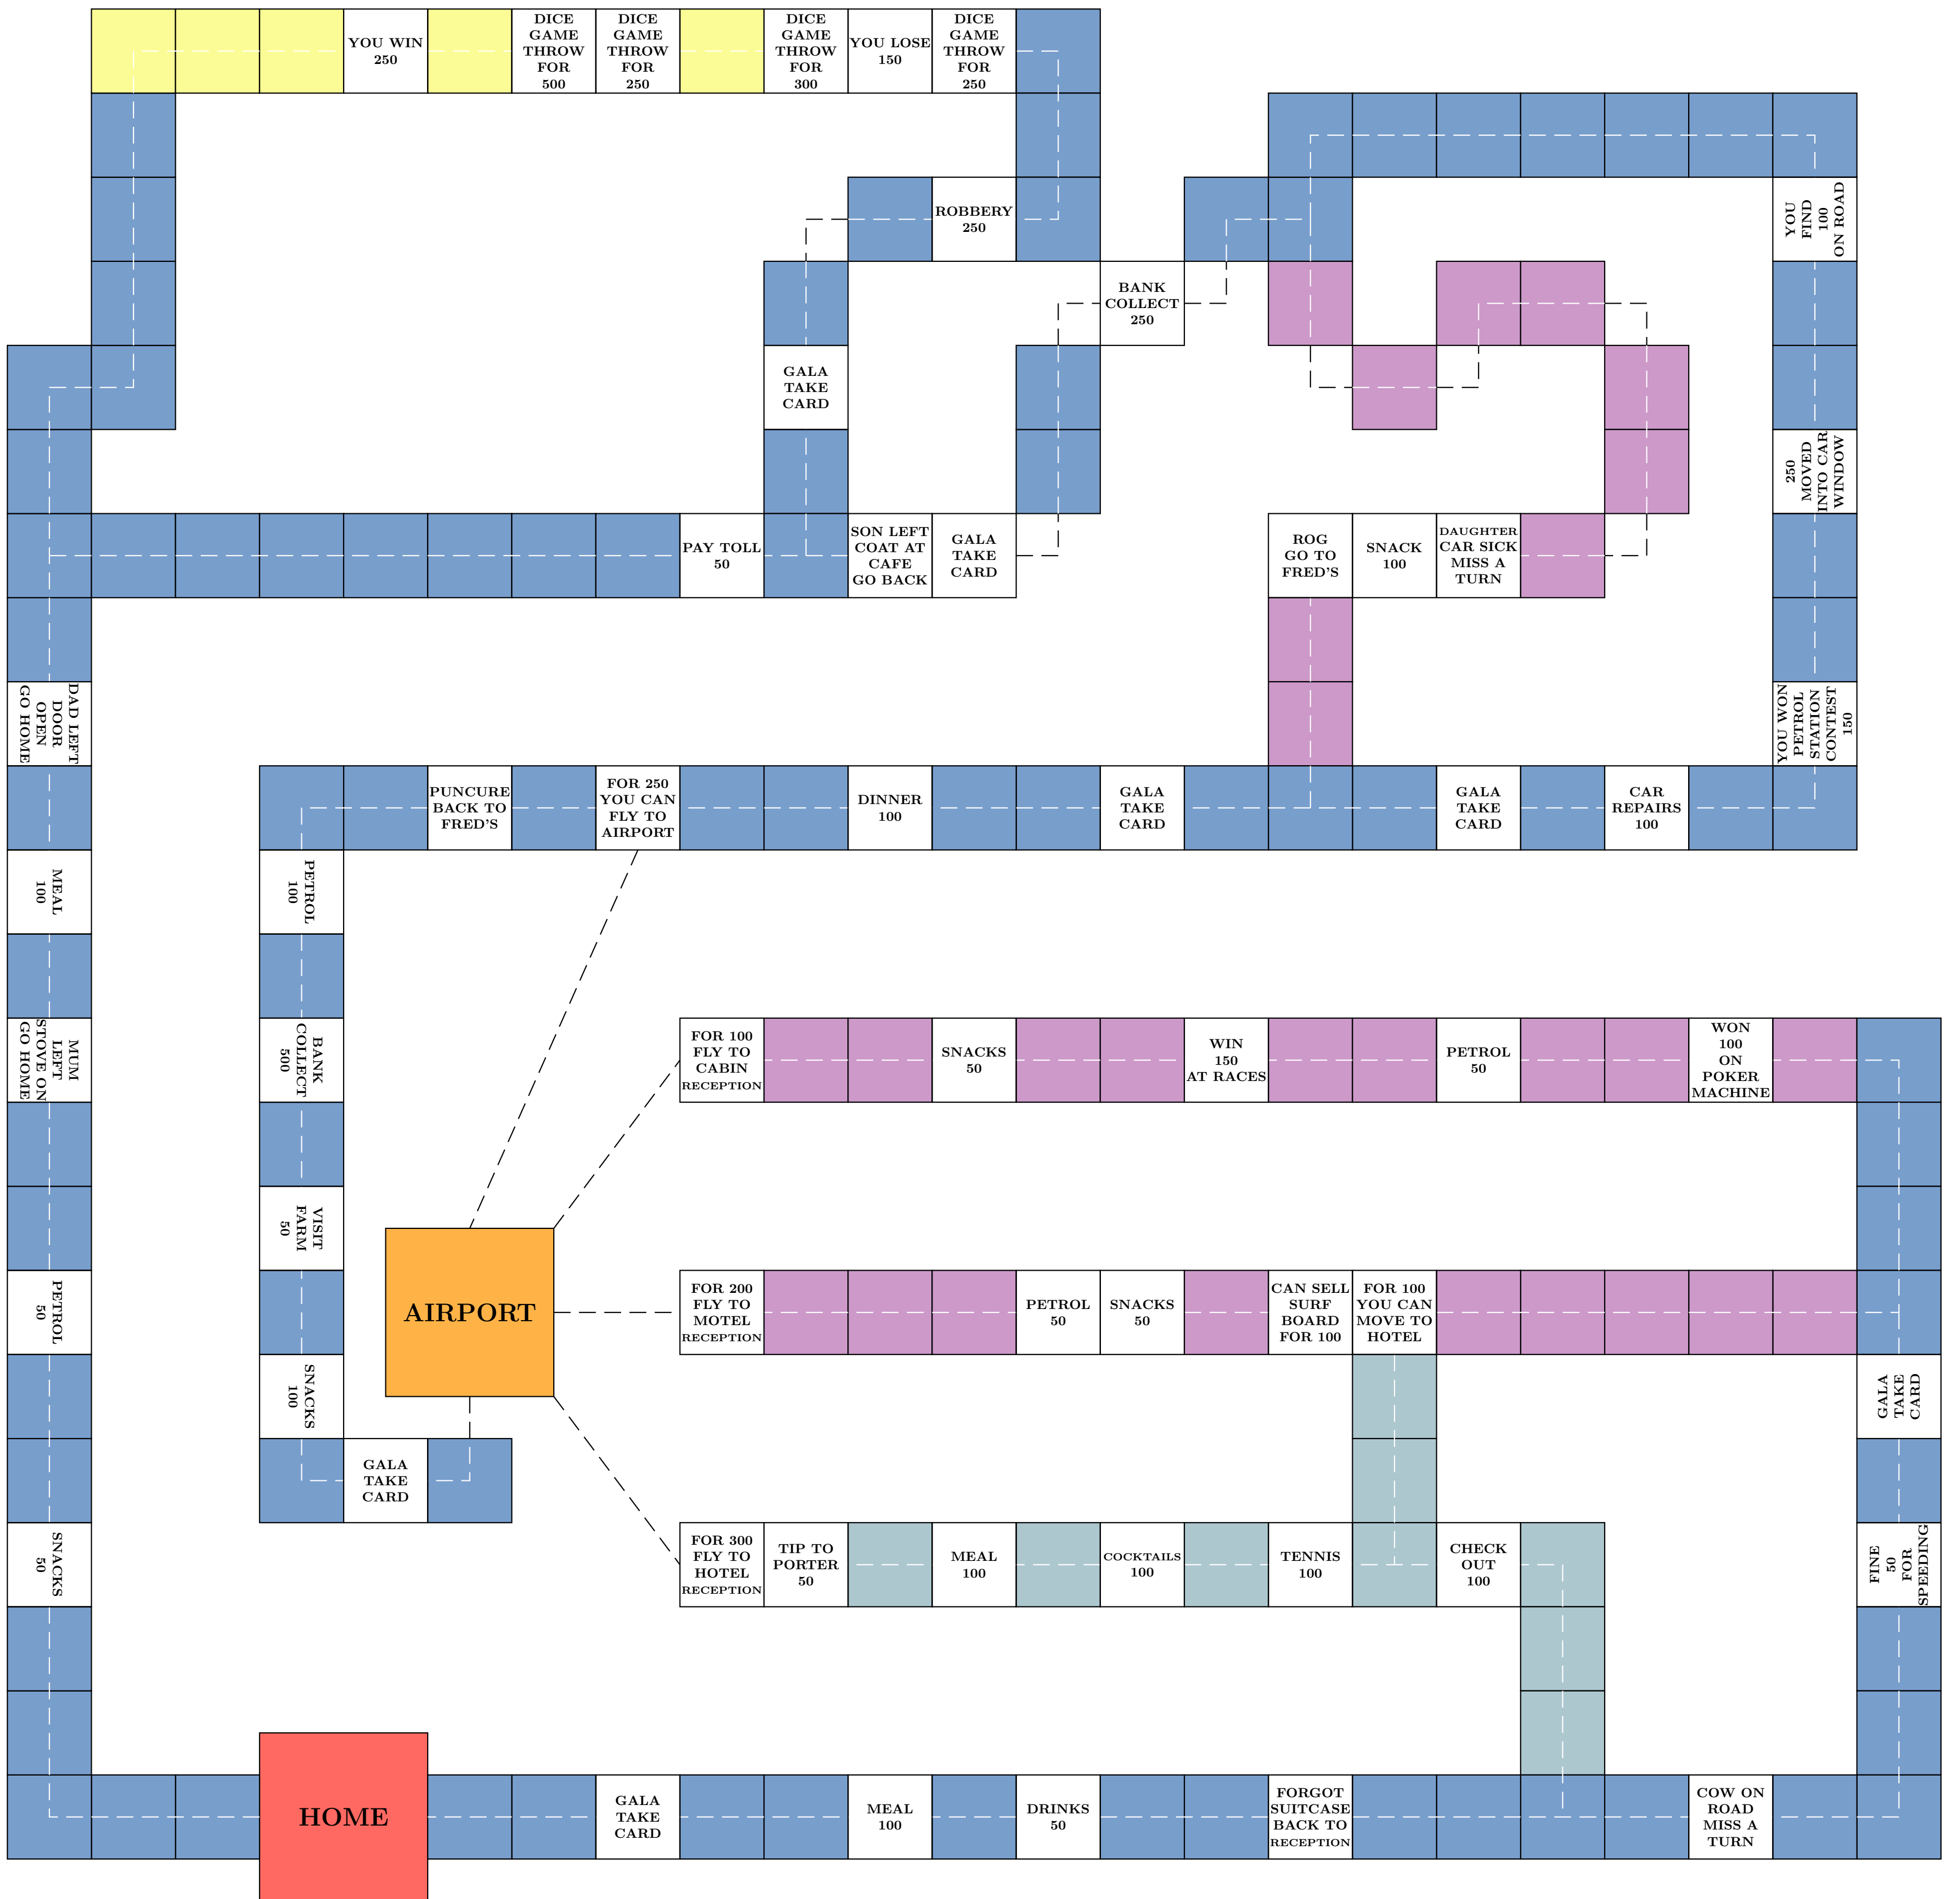 YOU WIN
250
DICE
GAME
THROW
FOR
500
DICE
GAME
THROW
FOR
250
DICE
GAME
THROW
FOR
300
YOU LOSE
150
DICE
GAME
THROW
FOR
250
ROBBERY
250
YOU
FIND
100
ON ROAD
BANK
COLLECT
250
GALA
TAKE
CARD
250
MOVED
INTO CAR
WINDOW
PAY TOLL
50
SON LEFT
COAT AT
CAFE
GO BACK
GALA
TAKE
CARD
ROG
GO TO
FRED'S
SNACK
100
DAUGHTER
CAR SICK
MISS A
TURN
DAD LEFT
DOOR
OPEN
GO HOME
YOU WON
PETROL
STATION
CONTEST
150
PUNCURE
BACK TO
FRED'S
FOR 250
YOU CAN
FLY TO
AIRPORT
DINNER
100
GALA
TAKE
CARD
GALA
TAKE
CARD
CAR
REPAIRS
100
MEAL
100
PETROL
100
MUM
LEFT
STOVE ON
GO HOME
BANK
COLLECT
500
FOR 100
FLY TO
CABIN
RECEPTION
SNACKS
50
WIN
150
AT RACES
PETROL
50
WON
100
ON
POKER
MACHINE
VISIT
FARM
50
PETROL
50
AIRPORT
FOR 200
FLY TO
MOTEL
RECEPTION
PETROL
50
SNACKS
50
CAN SELL
SURF
BOARD
FOR 100
FOR 100
YOU CAN
MOVE TO
HOTEL
SNACKS
100
GALA
TAKE
CARD
GALA
TAKE
CARD
SNACKS
50
FOR 300
FLY TO
HOTEL
RECEPTION
TIP TO
PORTER
50
MEAL
100
COCKTAILS
100
TENNIS
100
CHECK
OUT
100
FINE
50
FOR
SPEEDING
HOME
GALA
TAKE
CARD
MEAL
100
DRINKS
50
FORGOT
SUITCASE
BACK TO
RECEPTION
COW ON
ROAD
MISS A
TURN